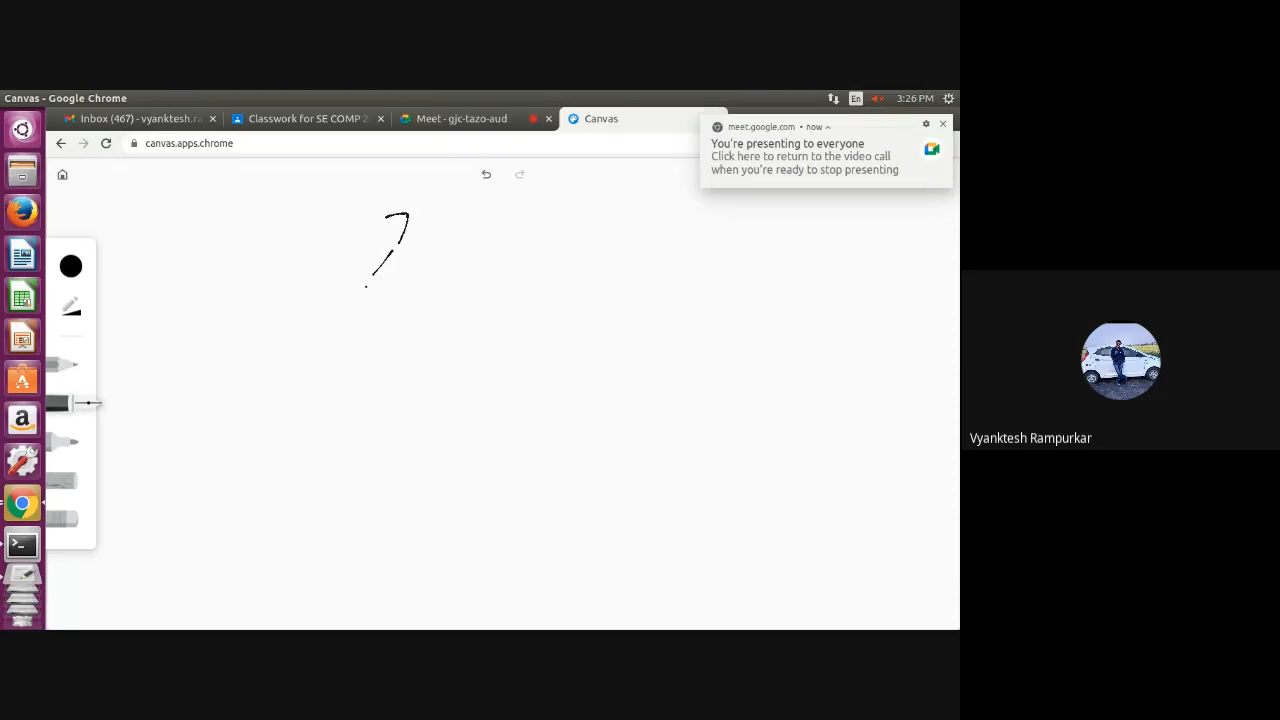 Canvas - Google Chrome
En
3:26 PM
Inbox (467) - vyanktesh.ra
Classwork for SE COMP 2
Meet - gjc-tazo-aud
Canvas
canvas.apps.chrome
meet.google.com • now
You're presenting to everyone
Click here to return to the video call
when you're ready to stop presenting
Vyanktesh Rampurkar